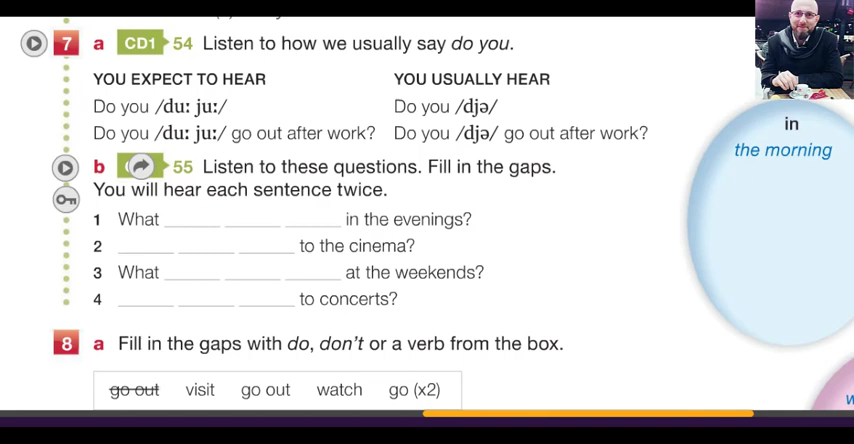 7 a CD1 54 Listen to how we usually say do you.
YOU EXPECT TO HEAR YOU USUALLY HEAR
Do you /duː juː/ Do you /djə/
Do you /duː juː/ go out after work? Do you /djə/ go out after work?
b 55 Listen to these questions. Fill in the gaps.
You will hear each sentence twice.
1 What ______ ______ ______ in the evenings?
2 ______ ______ ______ to the cinema?
3 What ______ ______ ______ at the weekends?
4 ______ ______ ______ to concerts?
8 a Fill in the gaps with do, don't or a verb from the box.
go out visit go out watch go (x2)
in
the morning